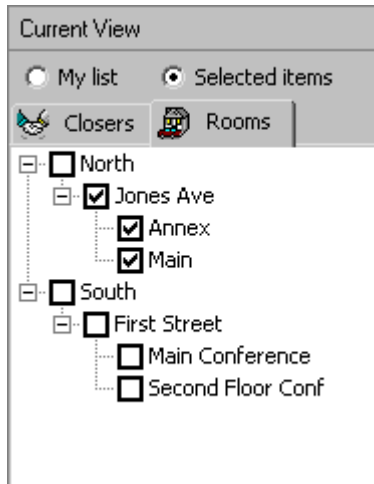 Current View
My list Selected items
Closers Rooms
North
Jones Ave
Annex
Main
South
First Street
Main Conference
Second Floor Conf